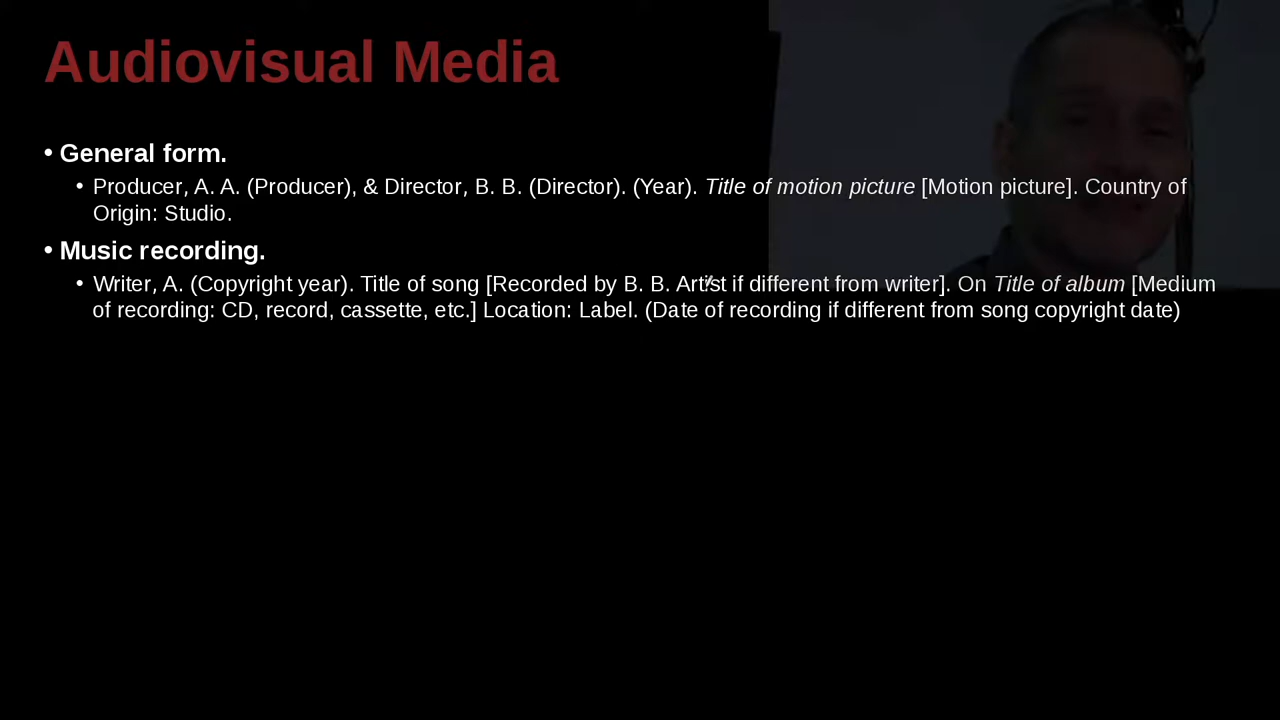 Audiovisual Media
• General form.
• Producer, A. A. (Producer), & Director, B. B. (Director). (Year). Title of motion picture [Motion picture]. Country of
Origin: Studio.
• Music recording.
• Writer, A. (Copyright year). Title of song [Recorded by B. B. Artist if different from writer]. On Title of album [Medium
of recording: CD, record, cassette, etc.] Location: Label. (Date of recording if different from song copyright date)